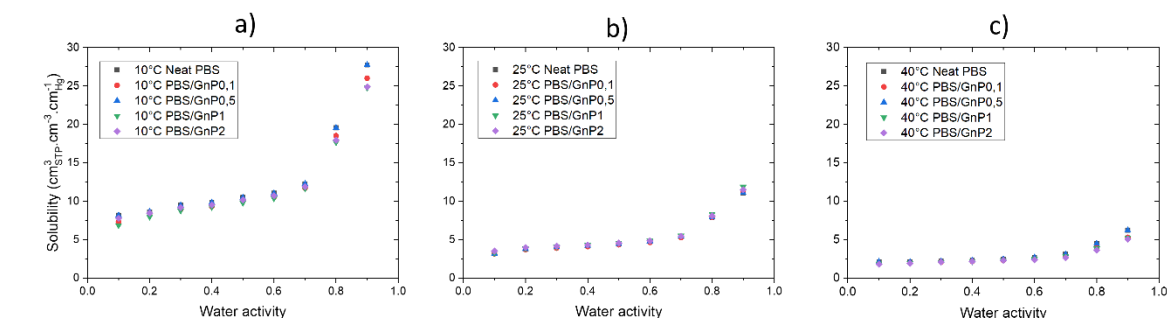 a)
30
25
20
15
10
5
0
0.0 0.2 0.4 0.6 0.8 1.0
Solubility (cm³STP.cm⁻³.cm⁻¹Hg)
Water activity
10°C Neat PBS
10°C PBS/GnP0,1
10°C PBS/GnP0,5
10°C PBS/GnP1
10°C PBS/GnP2
b)
30
25
20
15
10
5
0
0.0 0.2 0.4 0.6 0.8 1.0
Water activity
25°C Neat PBS
25°C PBS/GnP0,1
25°C PBS/GnP0,5
25°C PBS/GnP1
25°C PBS/GnP2
c)
30
25
20
15
10
5
0
0.0 0.2 0.4 0.6 0.8 1.0
Water activity
40°C Neat PBS
40°C PBS/GnP0,1
40°C PBS/GnP0,5
40°C PBS/GnP1
40°C PBS/GnP2